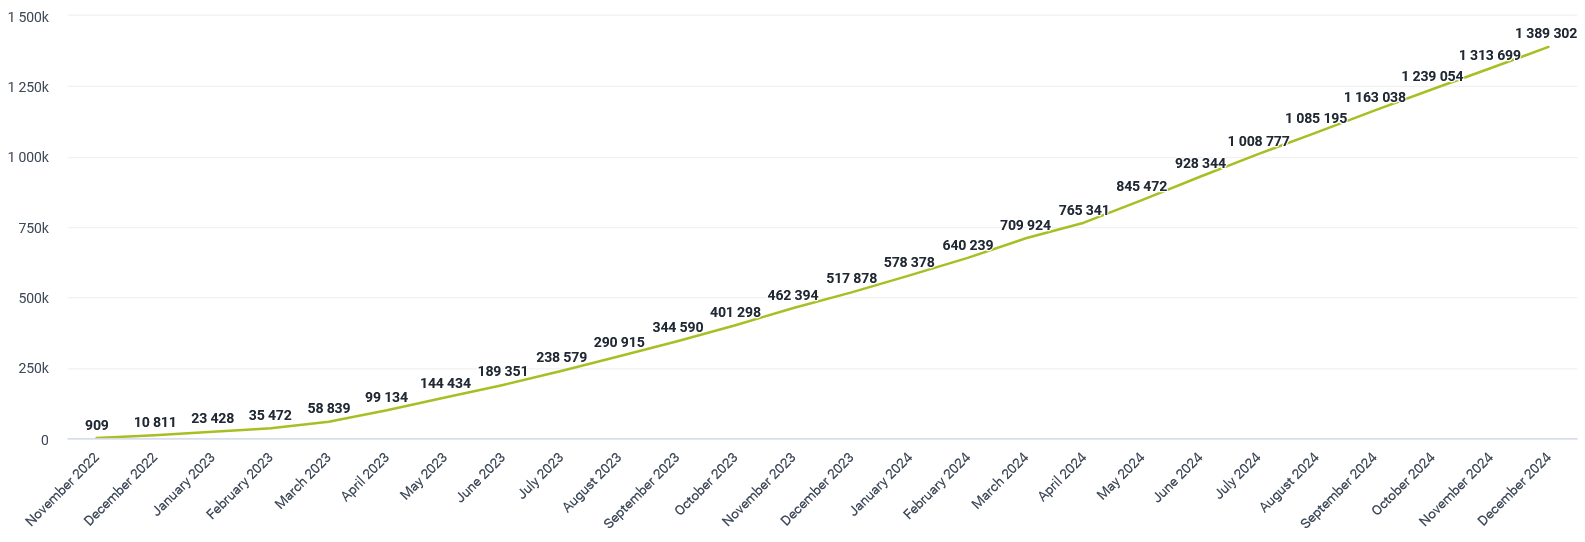 1 500k
1 250k
1 000k
750k
500k
250k
0
909
10 811
23 428
35 472
58 839
99 134
144 434
189 351
238 579
290 915
344 590
401 298
462 394
517 878
578 378
640 239
709 924
765 341
845 472
928 344
1 008 777
1 085 195
1 163 038
1 239 054
1 313 699
1 389 302
November 2022
December 2022
January 2023
February 2023
March 2023
April 2023
May 2023
June 2023
July 2023
August 2023
September 2023
October 2023
November 2023
December 2023
January 2024
February 2024
March 2024
April 2024
May 2024
June 2024
July 2024
August 2024
September 2024
October 2024
November 2024
December 2024